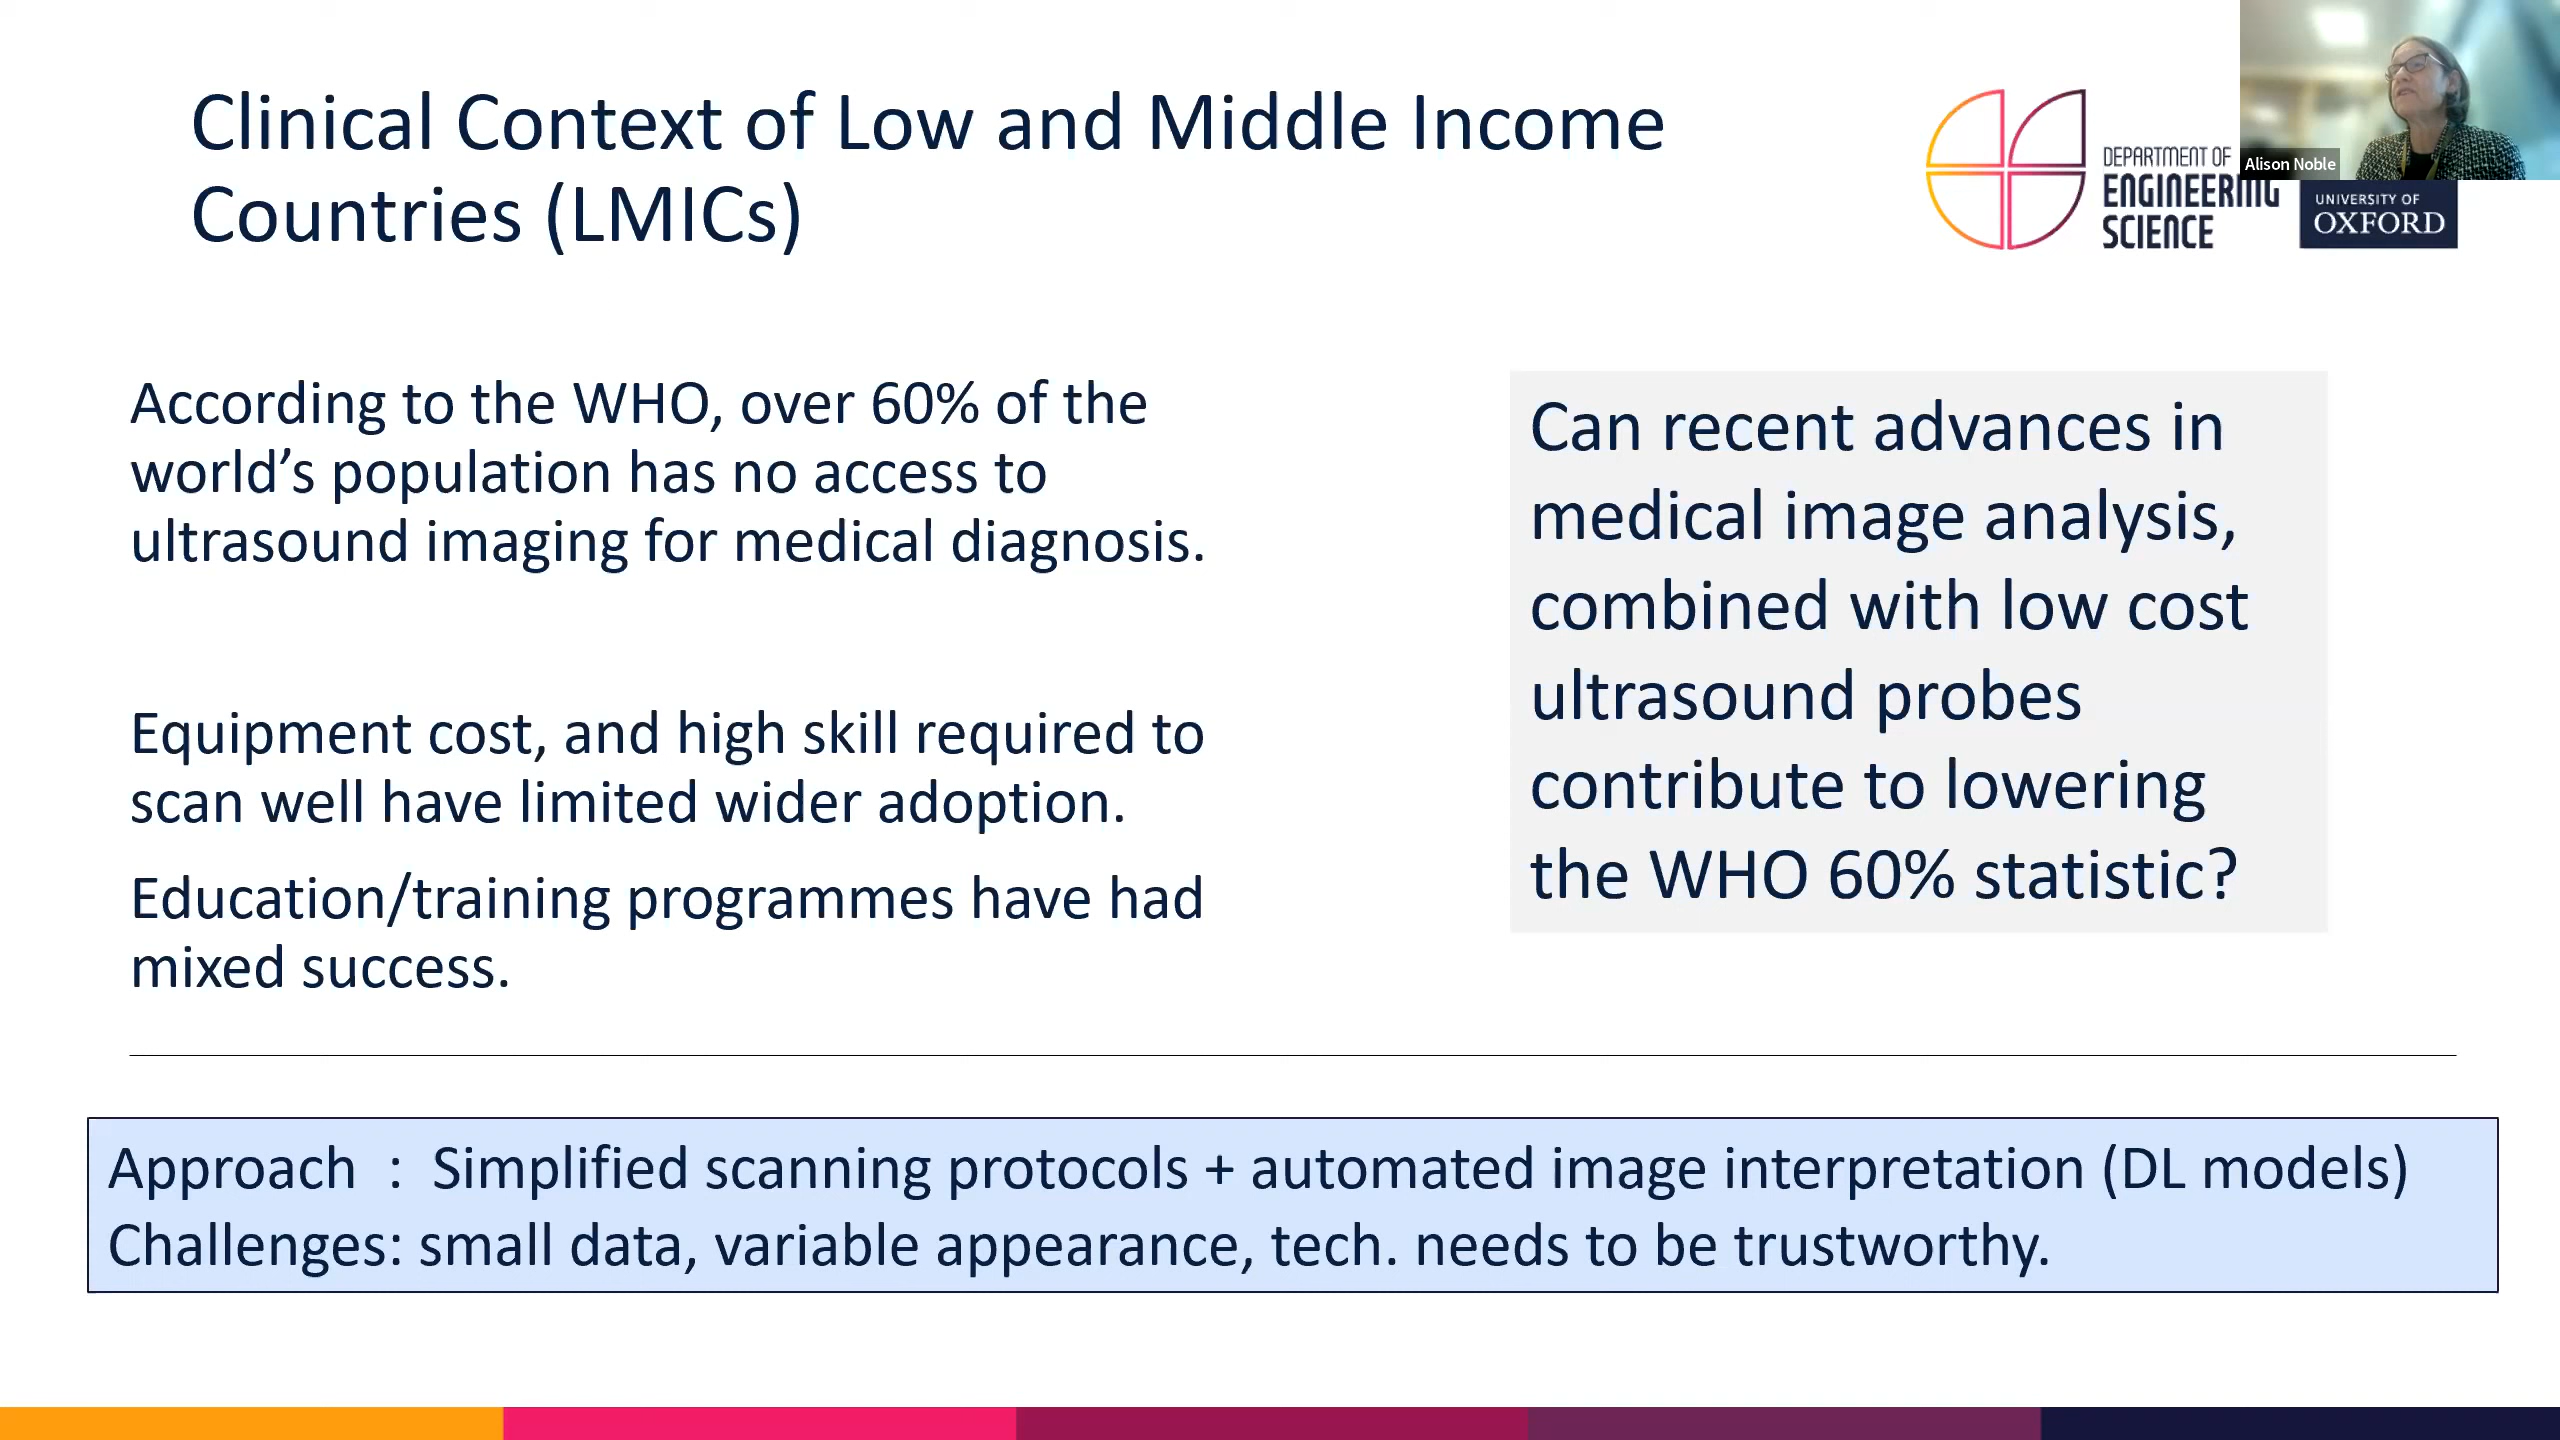 Clinical Context of Low and Middle Income
Countries (LMICs)
DEPARTMENT OF
ENGINEERING
SCIENCE
UNIVERSITY OF
OXFORD
Alison Noble
According to the WHO, over 60% of the
world’s population has no access to
ultrasound imaging for medical diagnosis.
Equipment cost, and high skill required to
scan well have limited wider adoption.
Education/training programmes have had
mixed success.
Can recent advances in
medical image analysis,
combined with low cost
ultrasound probes
contribute to lowering
the WHO 60% statistic?
Approach : Simplified scanning protocols + automated image interpretation (DL models)
Challenges: small data, variable appearance, tech. needs to be trustworthy.